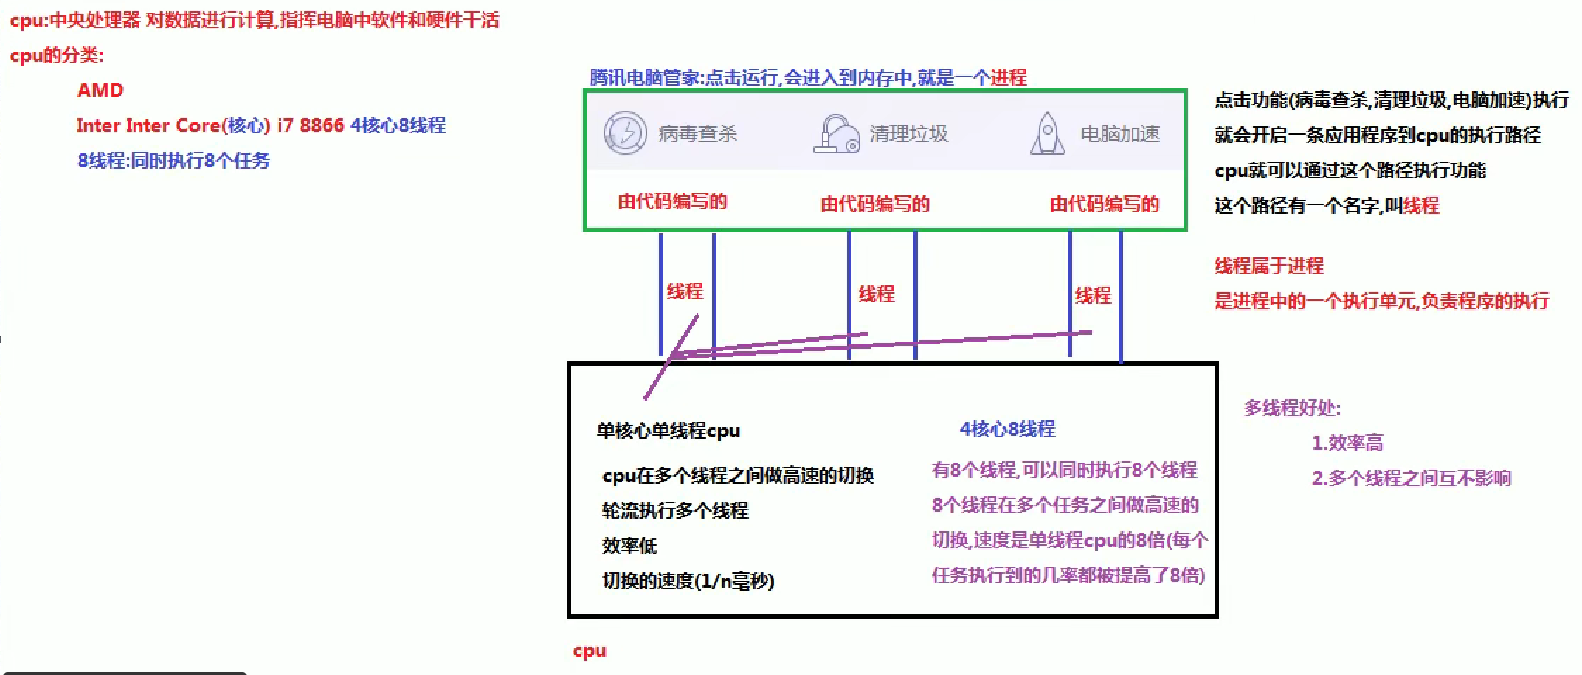 cpu:中央处理器 对数据进行计算,指挥电脑中软件和硬件干活
cpu的分类:
AMD
Inter Inter Core(核心) i7 8866 4核心8线程
8线程:同时执行8个任务
腾讯电脑管家:点击运行,会进入到内存中,就是一个进程
病毒查杀
清理垃圾
电脑加速
由代码编写的
由代码编写的
由代码编写的
线程
线程
线程
点击功能(病毒查杀,清理垃圾,电脑加速)执行
就会开启一条应用程序到cpu的执行路径
cpu就可以通过这个路径执行功能
这个路径有一个名字,叫线程
线程属于进程
是进程中的一个执行单元,负责程序的执行
单核心单线程cpu
cpu在多个线程之间做高速的切换
轮流执行多个线程
效率低
切换的速度(1/n毫秒)
4核心8线程
有8个线程,可以同时执行8个线程
8个线程在多个任务之间做高速的
切换,速度是单线程cpu的8倍(每个
任务执行到的几率都被提高了8倍)
多线程好处:
1.效率高
2.多个线程之间互不影响
cpu